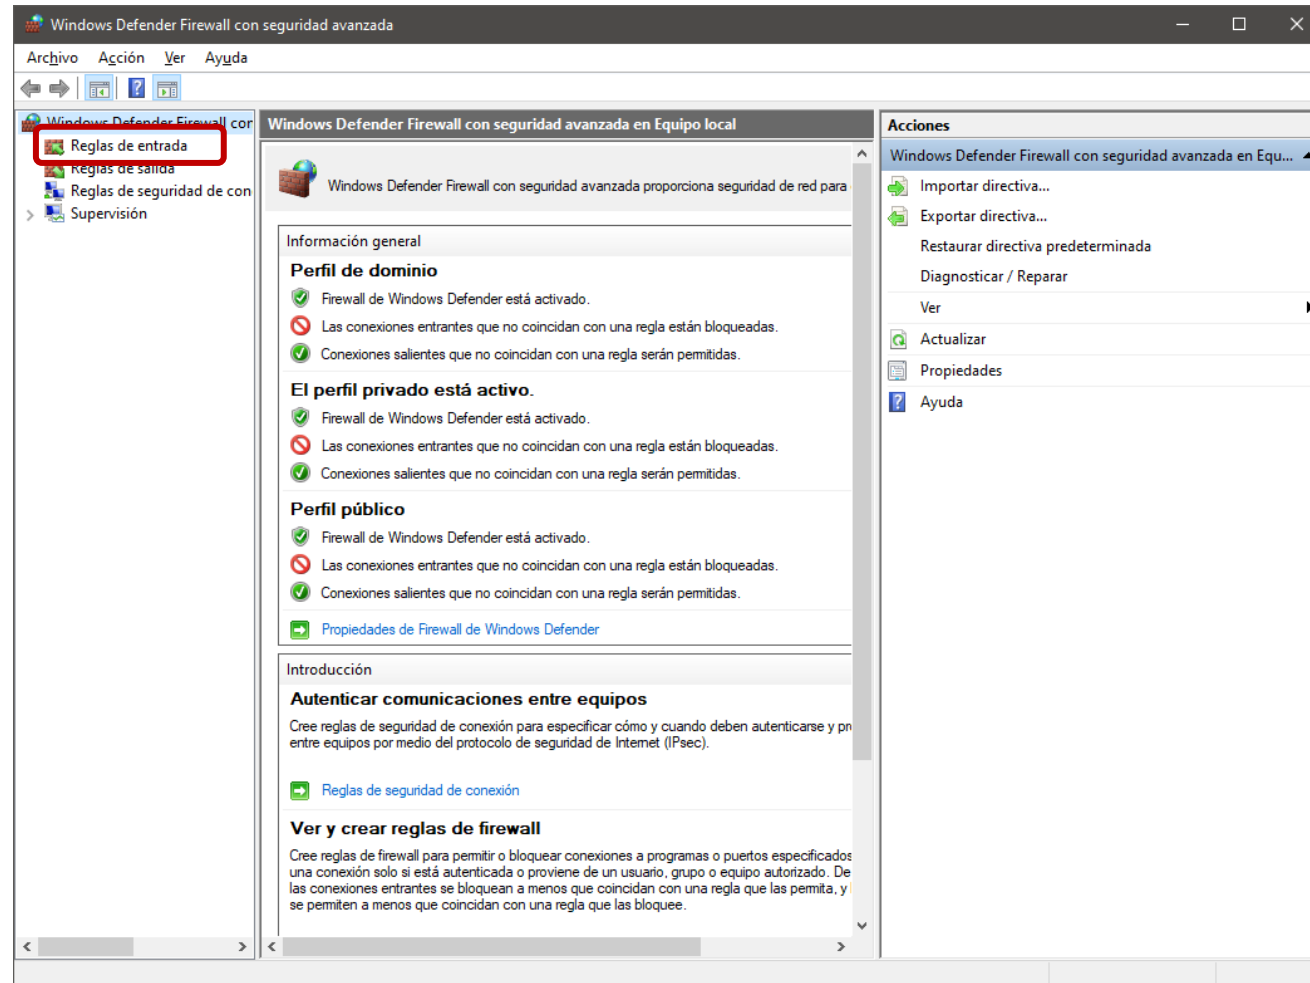 Windows Defender Firewall con seguridad avanzada
Archivo Acción Ver Ayuda
Windows Defender Firewall con
Reglas de entrada
Reglas de salida
Reglas de seguridad de con
Supervisión
Windows Defender Firewall con seguridad avanzada en Equipo local
Windows Defender Firewall con seguridad avanzada proporciona seguridad de red para
Información general
Perfil de dominio
Firewall de Windows Defender está activado.
Las conexiones entrantes que no coincidan con una regla están bloqueadas.
Conexiones salientes que no coincidan con una regla serán permitidas.
El perfil privado está activo.
Firewall de Windows Defender está activado.
Las conexiones entrantes que no coincidan con una regla están bloqueadas.
Conexiones salientes que no coincidan con una regla serán permitidas.
Perfil público
Firewall de Windows Defender está activado.
Las conexiones entrantes que no coincidan con una regla están bloqueadas.
Conexiones salientes que no coincidan con una regla serán permitidas.
Propiedades de Firewall de Windows Defender
Introducción
Autenticar comunicaciones entre equipos
Cree reglas de seguridad de conexión para especificar cómo y cuando deben autenticarse y pro
entre equipos por medio del protocolo de seguridad de Internet (IPsec).
Reglas de seguridad de conexión
Ver y crear reglas de firewall
Cree reglas de firewall para permitir o bloquear conexiones a programas o puertos especificados
una conexión solo si está autenticada o proviene de un usuario, grupo o equipo autorizado. De
las conexiones entrantes se bloquean a menos que coincidan con una regla que las permita, y
se permiten a menos que coincidan con una regla que las bloquee.
Acciones
Windows Defender Firewall con seguridad avanzada en Equ...
Importar directiva...
Exportar directiva...
Restaurar directiva predeterminada
Diagnosticar / Reparar
Ver
Actualizar
Propiedades
Ayuda